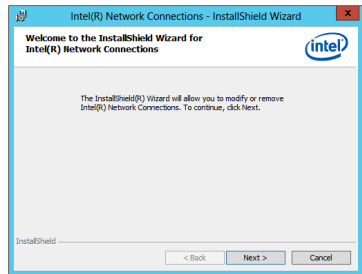 Intel(R) Network Connections - InstallShield Wizard
x
Welcome to the InstallShield Wizard for
Intel(R) Network Connections
intel
The InstallShield(R) Wizard will allow you to modify or remove
Intel(R) Network Connections. To continue, click Next.
InstallShield
< Back Next > Cancel